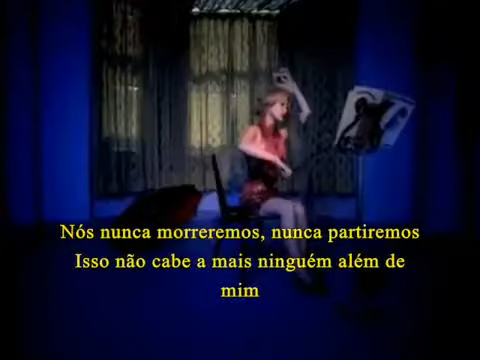 Nós nunca morreremos, nunca partiremos
Isso não cabe a mais ninguém além de
mim